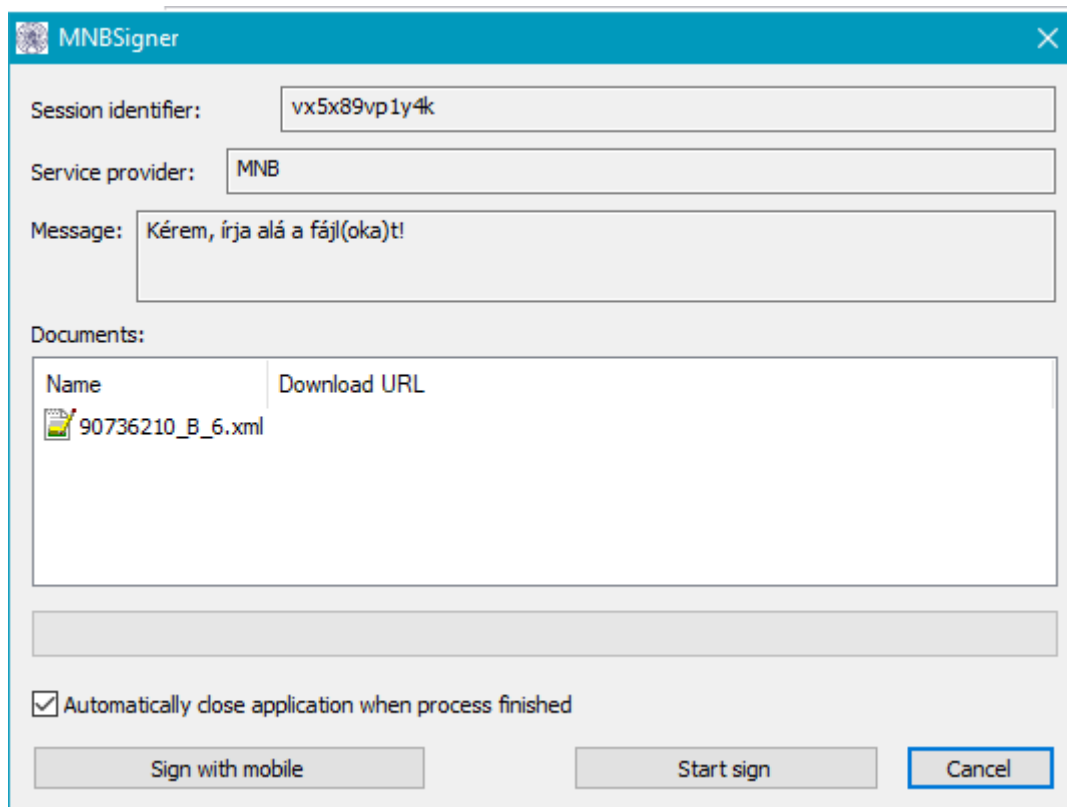 MNBSigner
Session identifier: vx5x89vp1y4k
Service provider: MNB
Message: Kérem, írja alá a fájl(oka)t!
Documents:
Name Download URL
90736210_B_6.xml
Automatically close application when process finished
Sign with mobile Start sign Cancel